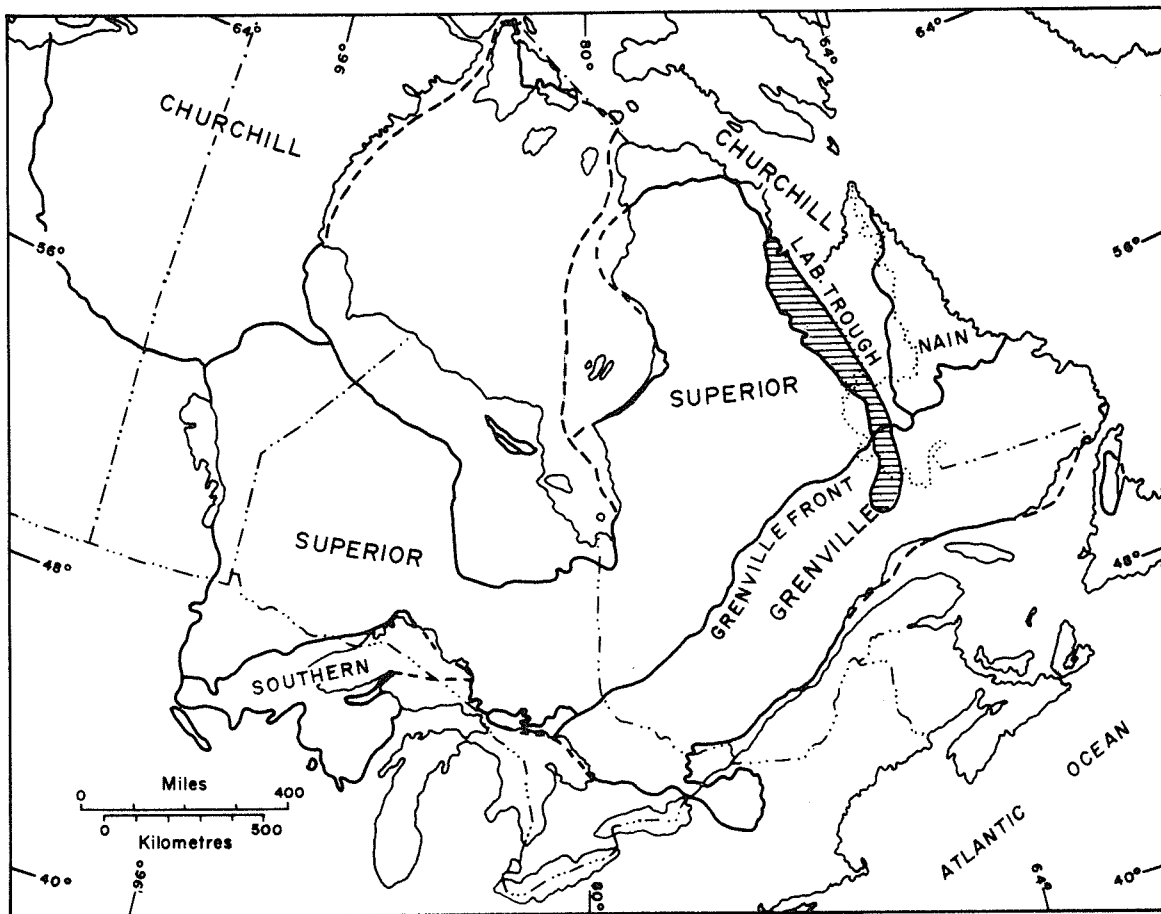 64°
96°
80°
64°
64°
CHURCHILL
CHURCHILL
56°
56°
LAB. TROUGH
NAIN
SUPERIOR
SUPERIOR
GRENVILLE FRONT
GRENVILLE
48°
48°
SOUTHERN
Miles
0 400
0 500
Kilometres
ATLANTIC OCEAN
40°
96°
80°
64°
40°